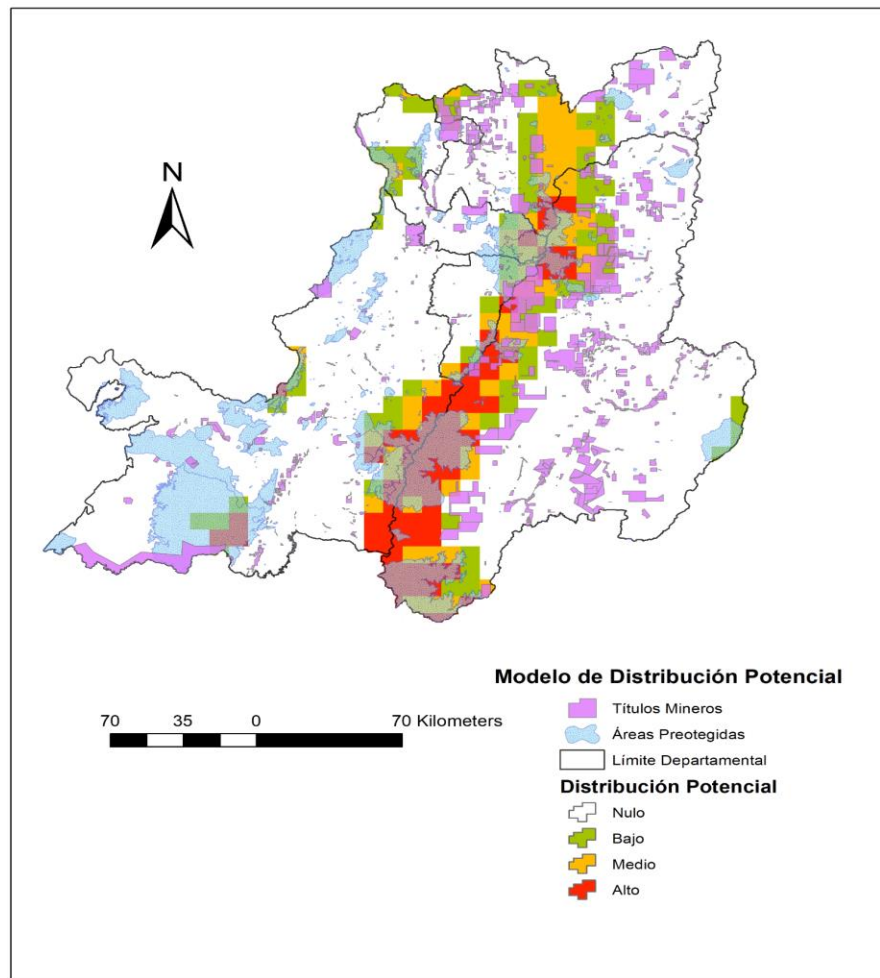 N
Modelo de Distribución Potencial
Títulos Mineros
Áreas Preotegidas
Límite Departamental
Distribución Potencial
Nulo
Bajo
Medio
Alto
70 35 0 70 Kilometers